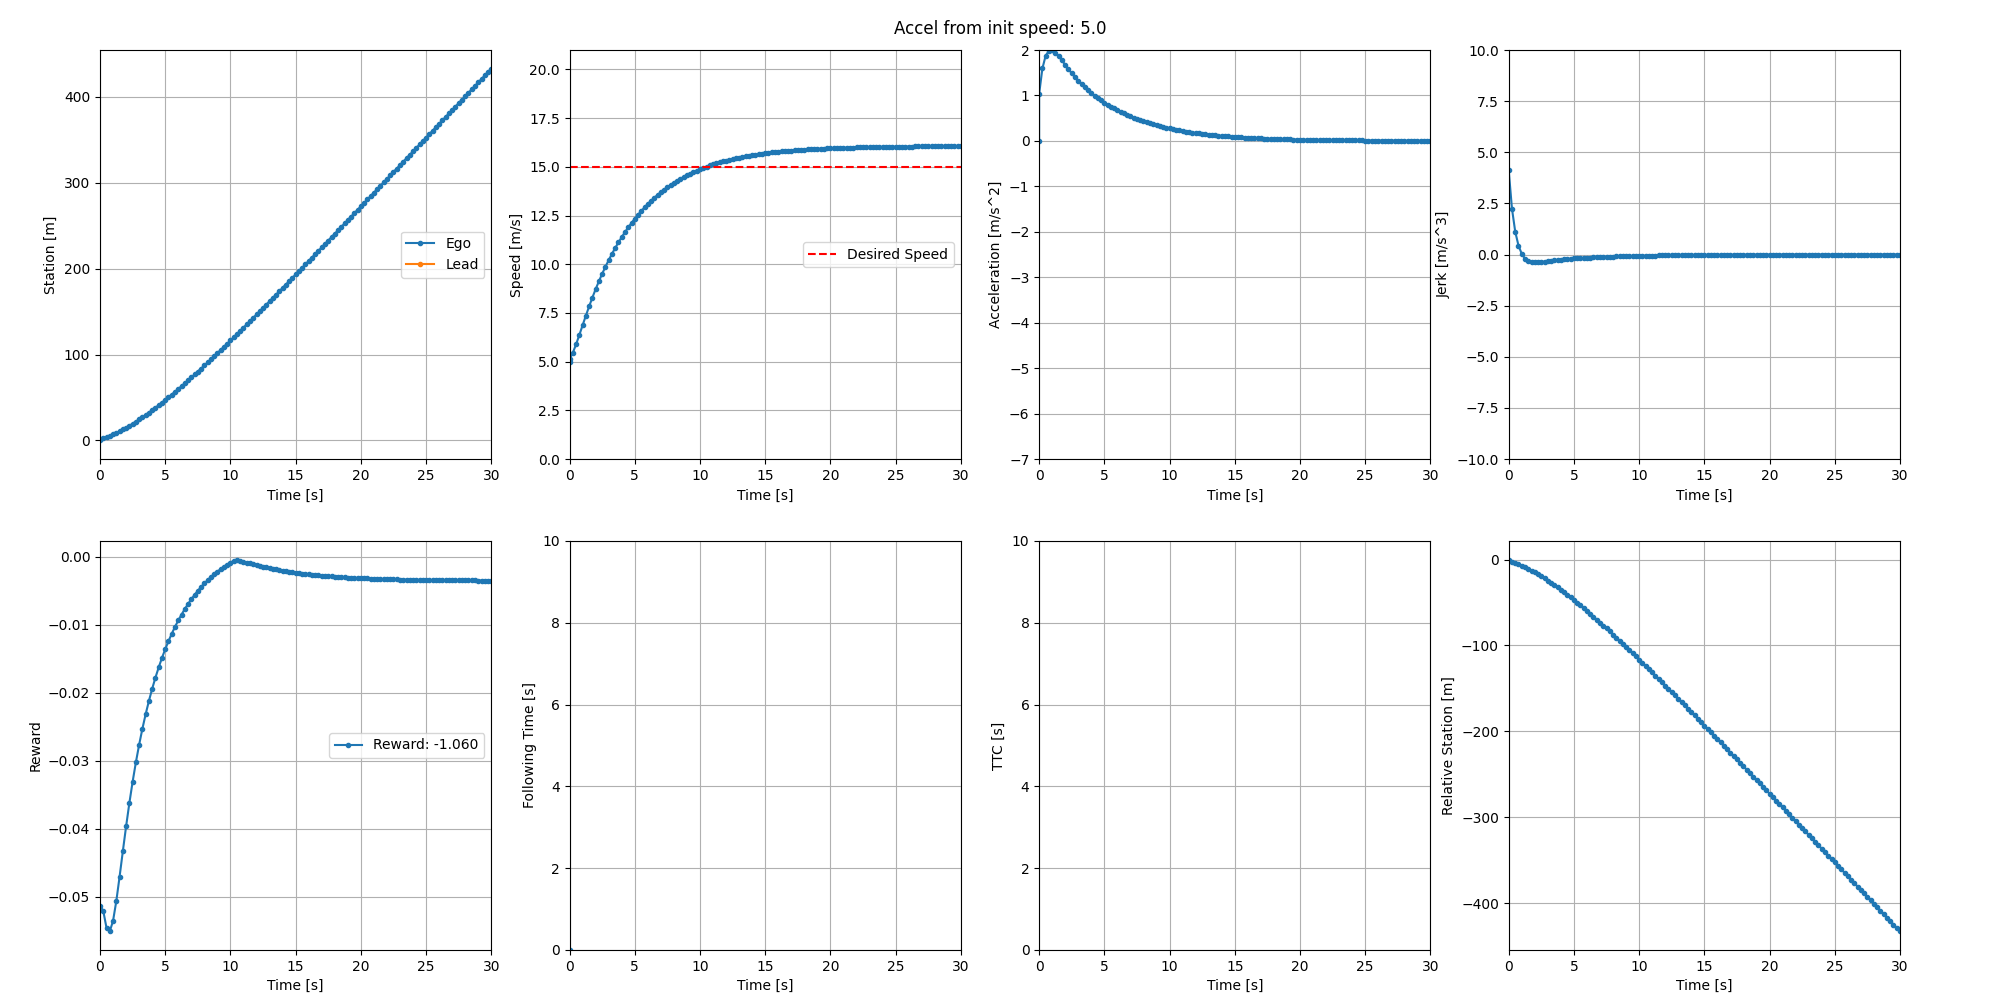 Accel from init speed: 5.0
400
300
200
100
0
Station [m]
Ego
Lead
0 5 10 15 20 25 30
Time [s]
20.0
17.5
15.0
12.5
10.0
7.5
5.0
2.5
0.0
Speed [m/s]
Desired Speed
0 5 10 15 20 25 30
Time [s]
2
1
0
−1
−2
−3
−4
−5
−6
−7
Acceleration [m/s^2]
0 5 10 15 20 25 30
Time [s]
10.0
7.5
5.0
2.5
0.0
−2.5
−5.0
−7.5
−10.0
Jerk [m/s^3]
0 5 10 15 20 25 30
Time [s]
0.00
−0.01
−0.02
−0.03
−0.04
−0.05
Reward
Reward: -1.060
0 5 10 15 20 25 30
Time [s]
10
8
6
4
2
0
Following Time [s]
0 5 10 15 20 25 30
Time [s]
10
8
6
4
2
0
TTC [s]
0 5 10 15 20 25 30
Time [s]
0
−100
−200
−300
−400
Relative Station [m]
0 5 10 15 20 25 30
Time [s]